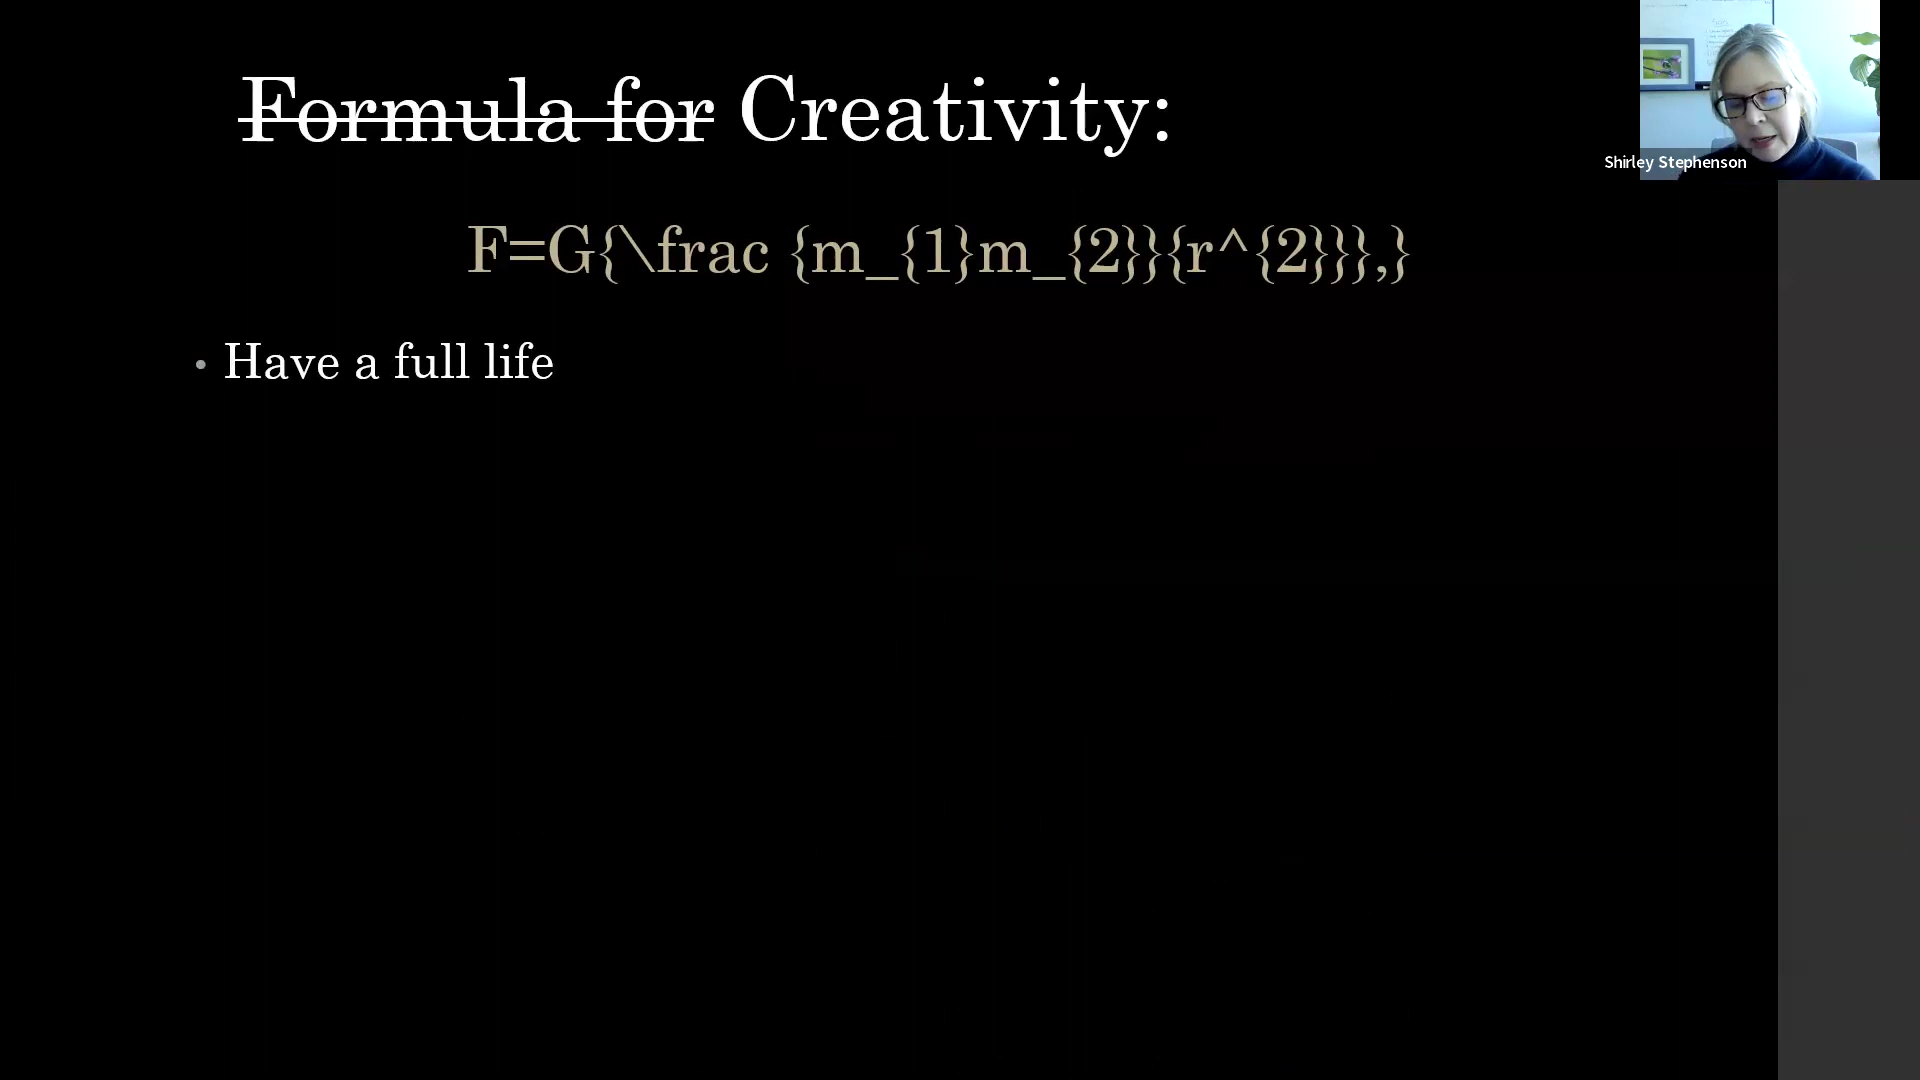 Formula for Creativity:
Shirley Stephenson
F=G{\frac {m_{1}m_{2}}{r^{2}}},}
• Have a full life